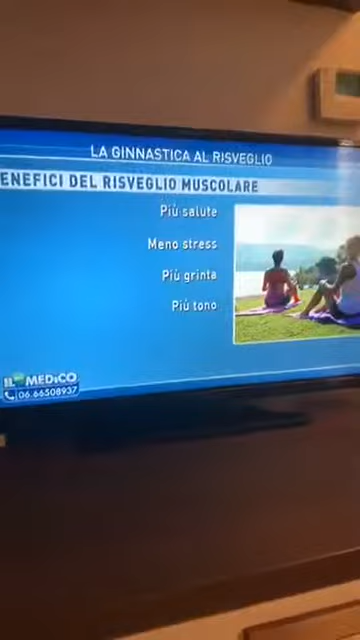 LA GINNASTICA AL RISVEGLIO
ENEFICI DEL RISVEGLIO MUSCOLARE
Più salute
Meno stress
Più grinta
Più tono
IL MEDICO
06.66508937